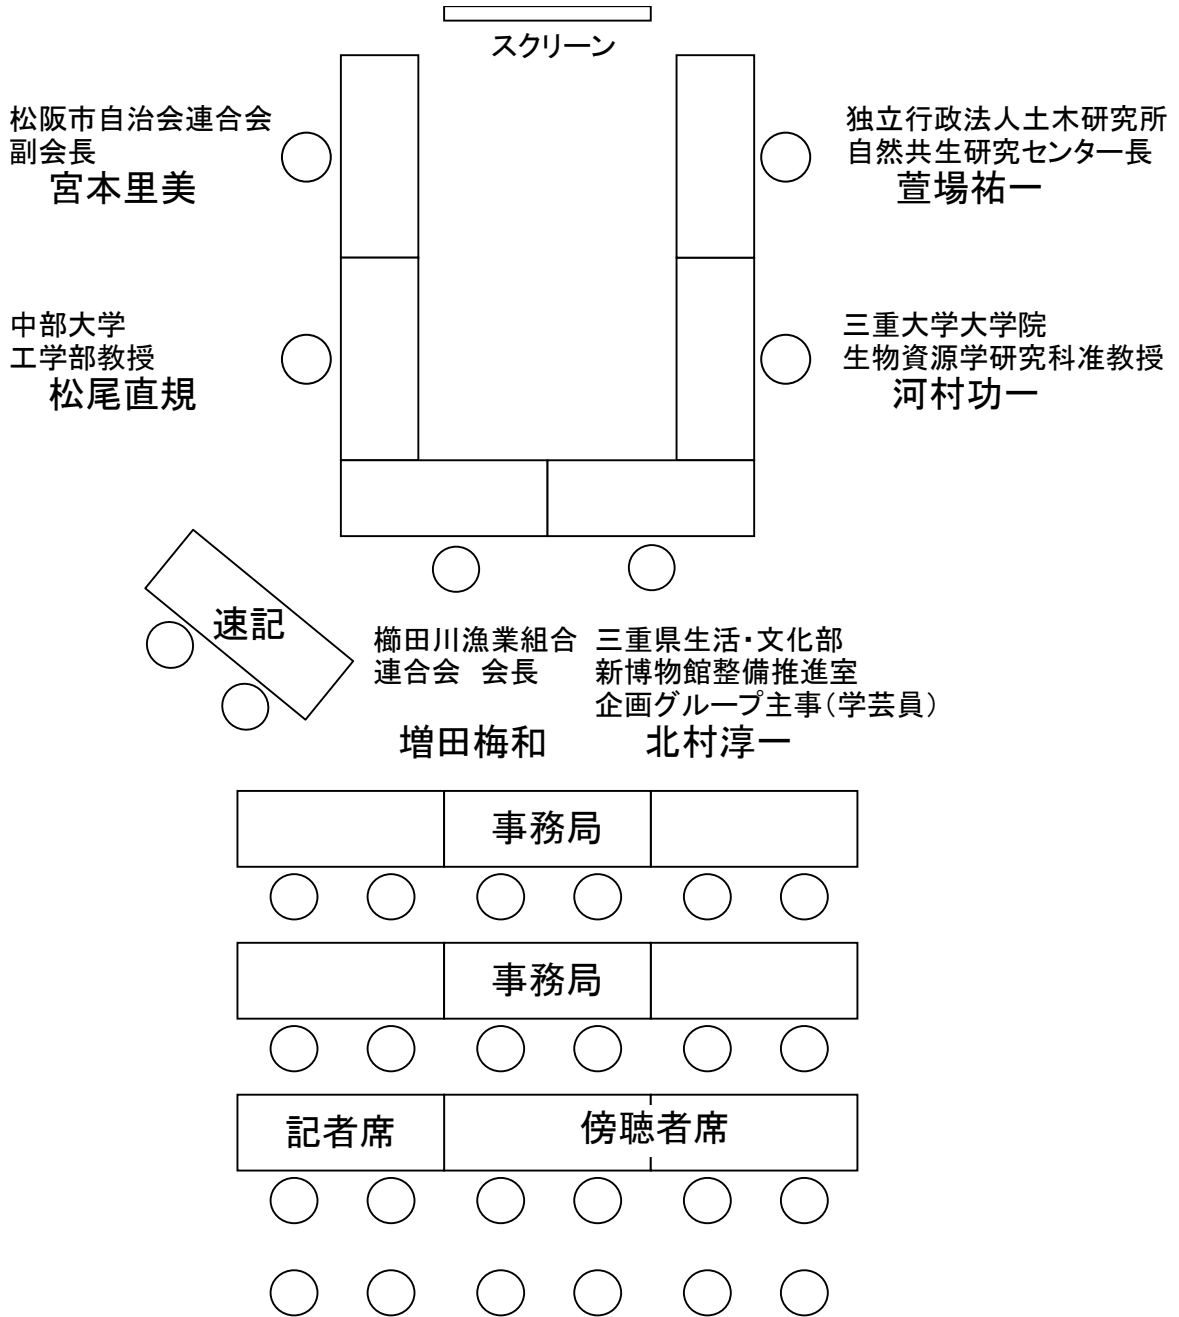 スクリーン
松阪市自治会連合会
副会長
宮本里美
独立行政法人土木研究所
自然共生研究センター長
萱場祐一
中部大学
工学部教授
松尾直規
三重大学大学院
生物資源学研究科准教授
河村功一
速記
櫛田川漁業組合
連合会　会長
増田梅和
三重県生活・文化部
新博物館整備推進室
企画グループ主事（学芸員）
北村淳一
事務局
事務局
記者席
傍聴者席